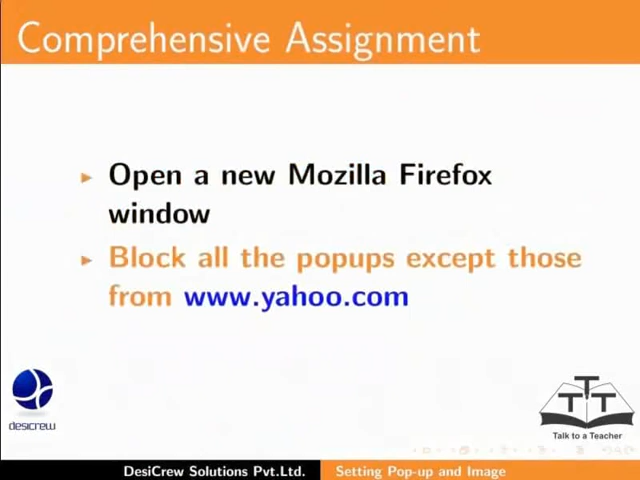 Comprehensive Assignment
Open a new Mozilla Firefox
window
Block all the popups except those
from www.yahoo.com
desicrew
TTT
Talk to a Teacher
DesiCrew Solutions Pvt.Ltd. Setting Pop-up and Image